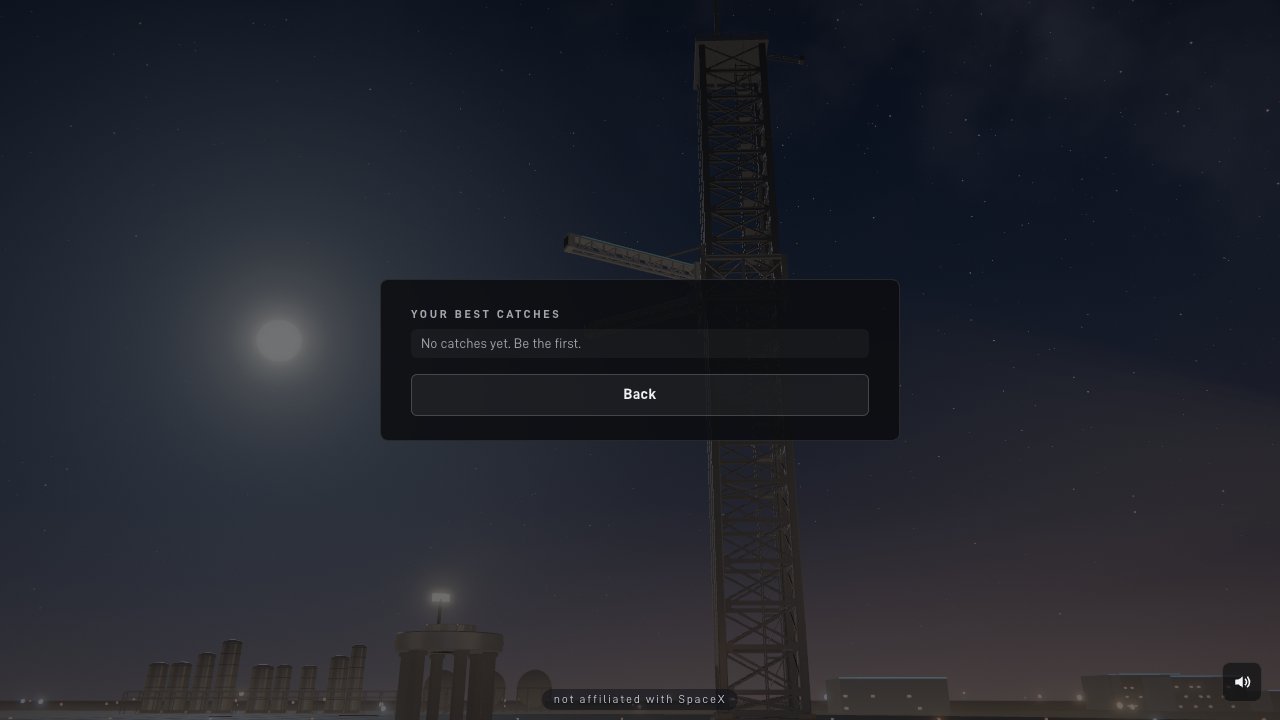 YOUR BEST CATCHES
No catches yet. Be the first.
Back
not affiliated with SpaceX